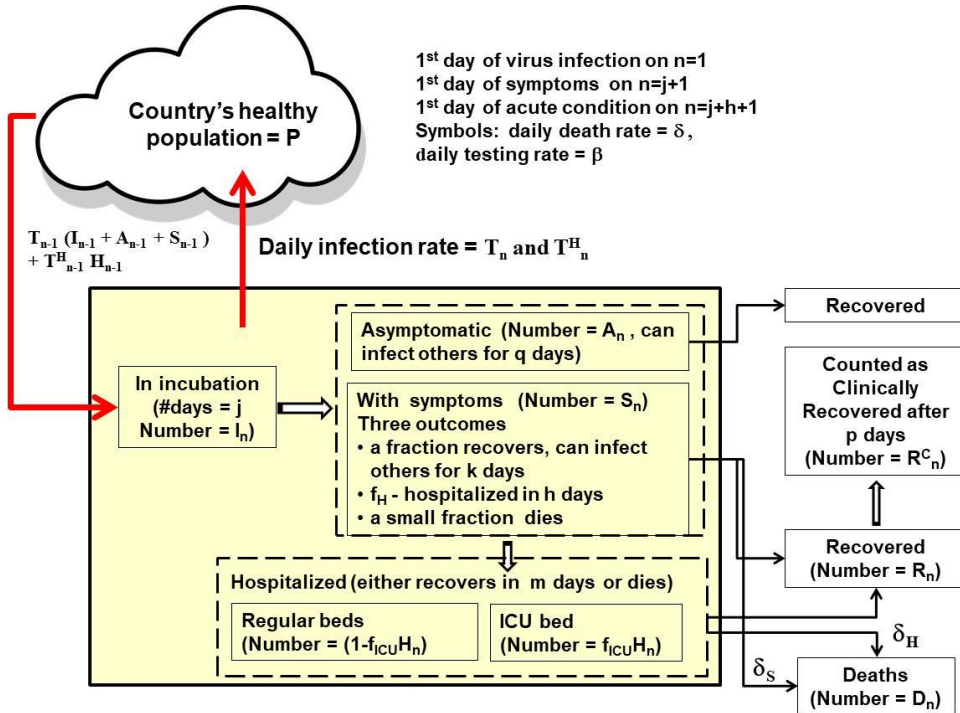 Country's healthy
population = P
1st day of virus infection on n=1
1st day of symptoms on n=j+1
1st day of acute condition on n=j+h+1
Symbols: daily death rate = δ ,
daily testing rate = β
Tn-1 (In-1 + An-1 + Sn-1 )
+ THn-1 Hn-1
Daily infection rate = Tn and THn
In incubation
(#days = j
Number = In)
Asymptomatic (Number = An , can
infect others for q days)
With symptoms (Number = Sn)
Three outcomes
• a fraction recovers, can infect
others for k days
• fH - hospitalized in h days
• a small fraction dies
Hospitalized (either recovers in m days or dies)
Regular beds
(Number = (1-fICUHn)
ICU bed
(Number = fICUHn)
Recovered
Counted as
Clinically
Recovered after
p days
(Number = RCn)
Recovered
(Number = Rn)
δH
δS
Deaths
(Number = Dn)